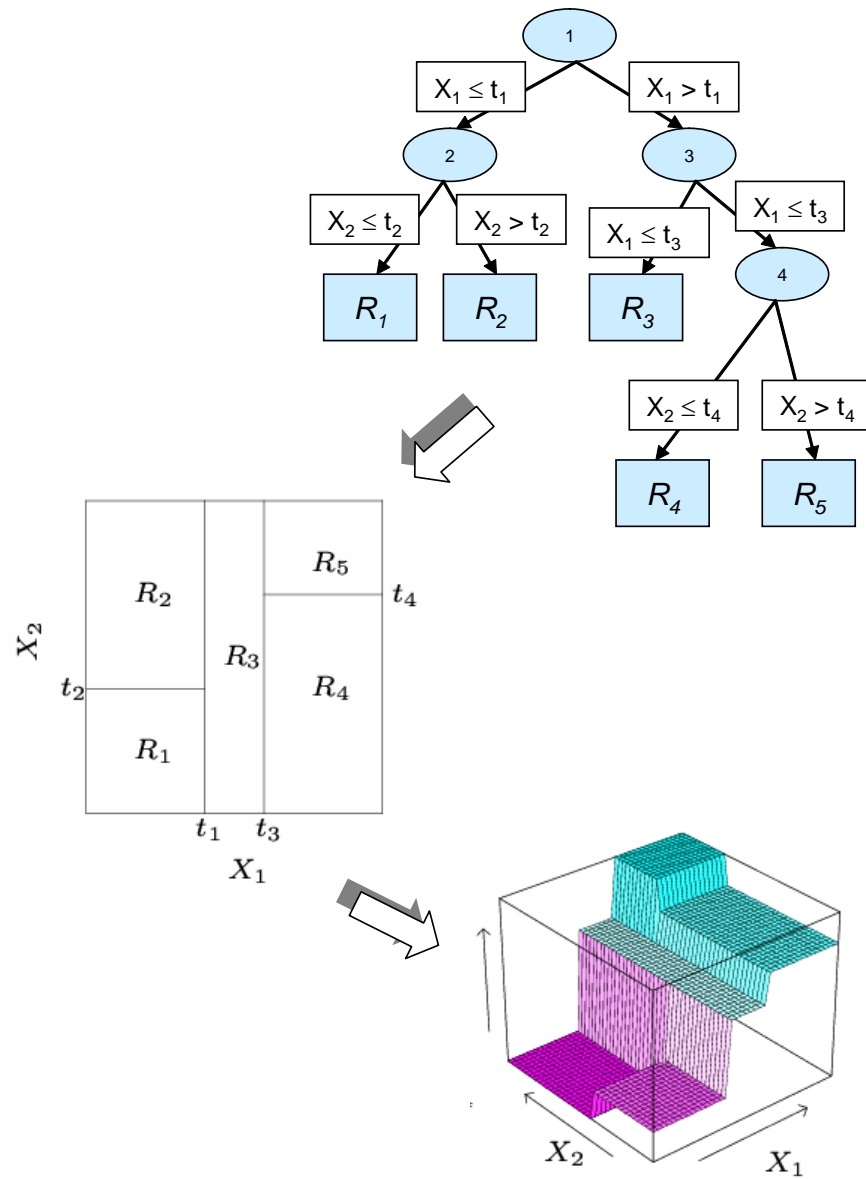 1
X₁ ≤ t₁ X₁ > t₁
2 3
X₂ ≤ t₂ X₂ > t₂ X₁ ≤ t₃ X₁ ≤ t₃
4
R₁ R₂ R₃
X₂ ≤ t₄ X₂ > t₄
R₄ R₅
R₅
R₂ t₄
X₂
R₃
t₂ R₄
R₁
t₁ t₃
X₁
X₂ X₁